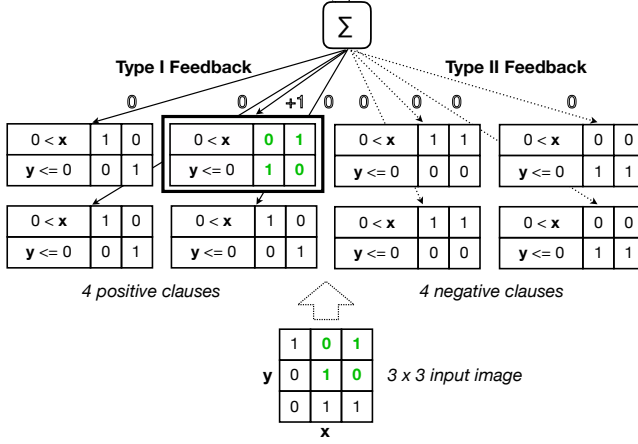 Σ
Type I Feedback Type II Feedback
0 0 +1 0 0 0 0 0
0 < x 1 0 0 < x 0 1 0 < x 1 1 0 < x 0 0
y <= 0 0 1 y <= 0 1 0 y <= 0 0 0 y <= 0 1 1
0 < x 1 0 0 < x 1 0 0 < x 1 1 0 < x 0 0
y <= 0 0 1 y <= 0 0 1 y <= 0 0 0 y <= 0 1 1
4 positive clauses 4 negative clauses
1 0 1
y 0 1 0 3 x 3 input image
0 1 1
x